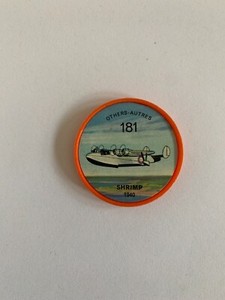 OTHERS-AUTRES
181
SHRIMP
1940